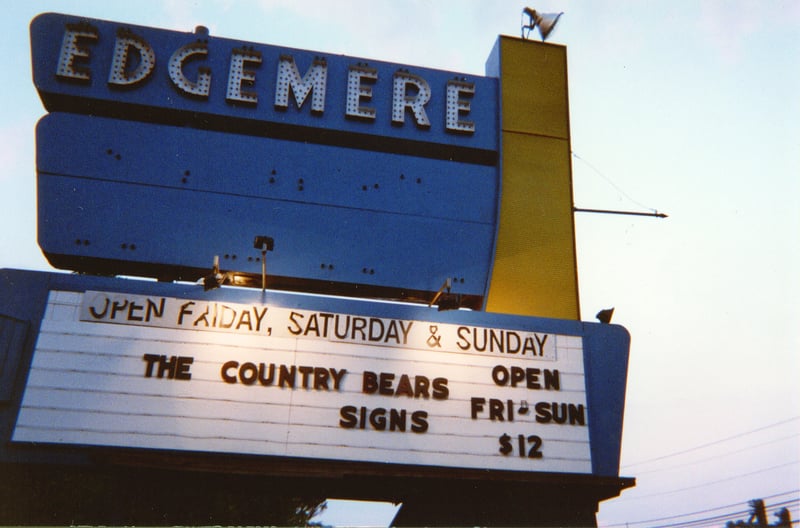 EDGEMERE
OPEN FRIDAY, SATURDAY & SUNDAY
THE COUNTRY BEARS
SIGNS
OPEN
FRI-SUN
$12